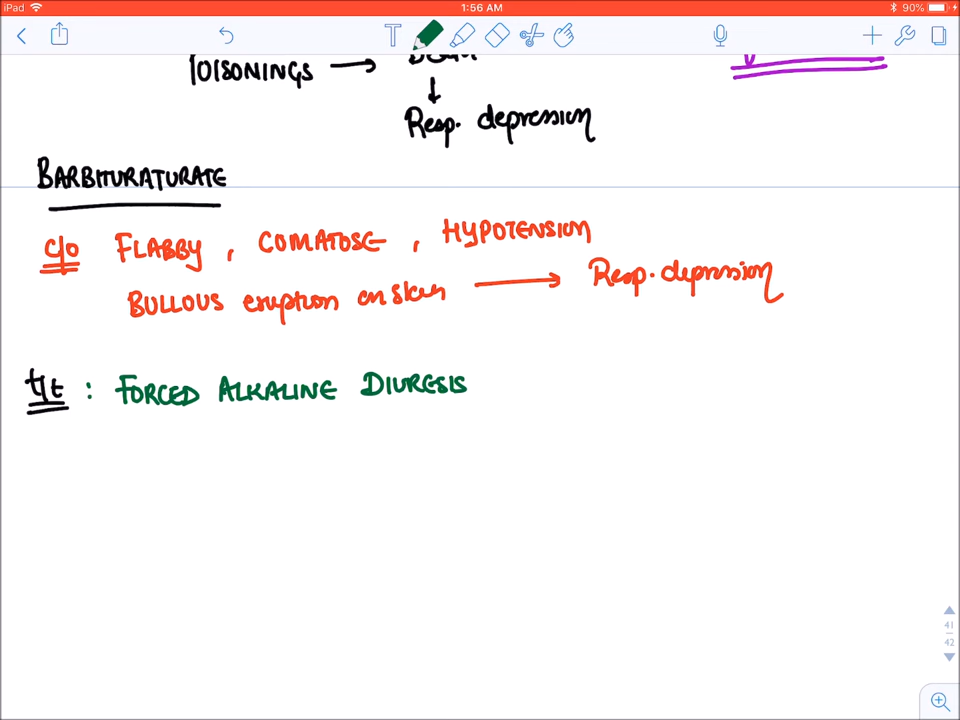 iPad 1:56 AM 90%
T
POISONINGS →
↓
Resp. depression
BARBITURATURATE
c/o FLABBY, COMATOSE, HYPOTENSION
BULLOUS eruption on skin → Resp. depression
t/t : FORCED ALKALINE DIURESIS
41
42